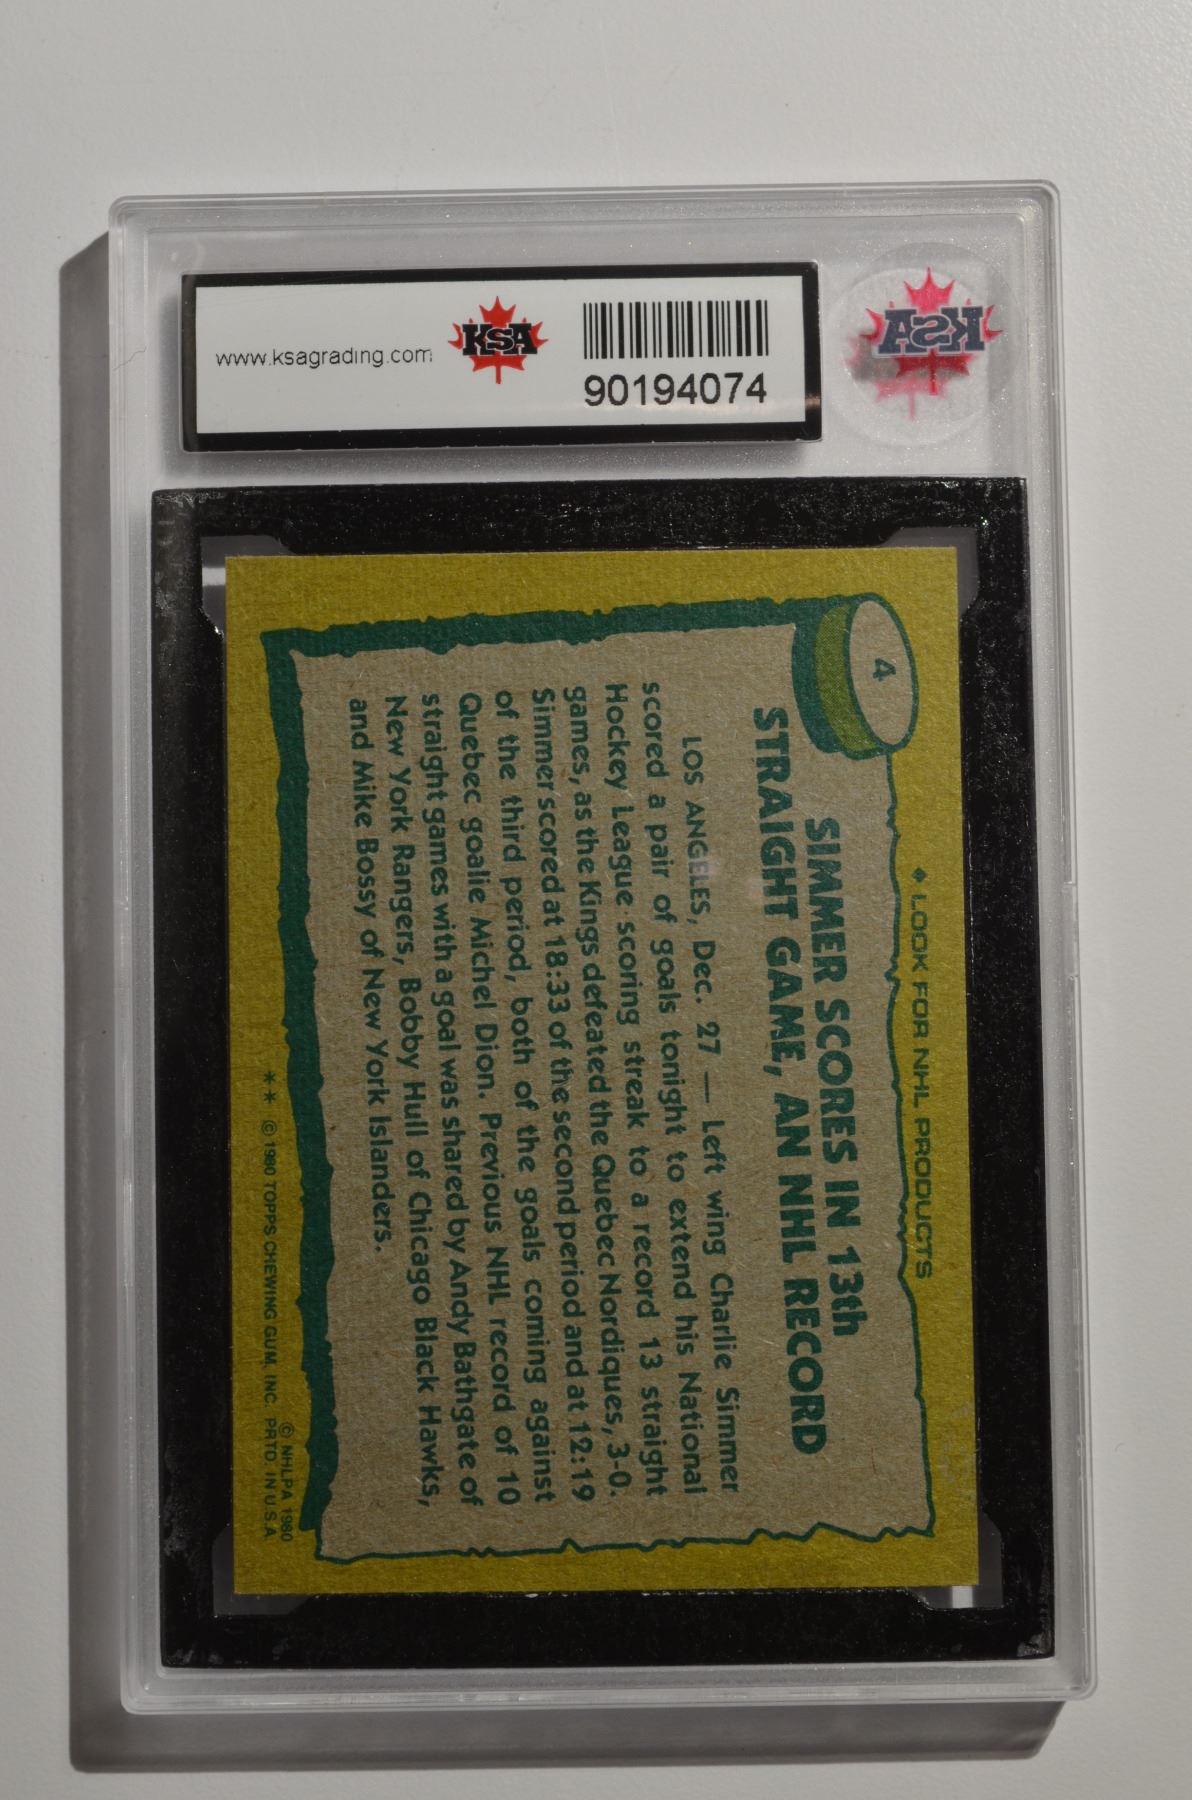 www.ksagrading.com
KSA
90194074
KSA
4
◆ LOOK FOR NHL PRODUCTS
SIMMER SCORES IN 13th
STRAIGHT GAME, AN NHL RECORD
LOS ANGELES, Dec. 27 — Left wing Charlie Simmer
scored a pair of goals tonight to extend his National
Hockey League scoring streak to a record 13 straight
games, as the Kings defeated the Quebec Nordiques, 3-0.
Simmer scored at 18:33 of the second period and at 12:19
of the third period, both of the goals coming against
Quebec goalie Michel Dion. Previous NHL record of 10
straight games with a goal was shared by Andy Bathgate of
New York Rangers, Bobby Hull of Chicago Black Hawks,
and Mike Bossy of New York Islanders.
© NHLPA 1980
** © 1980 TOPPS CHEWING GUM, INC. PRTD. IN U.S.A.